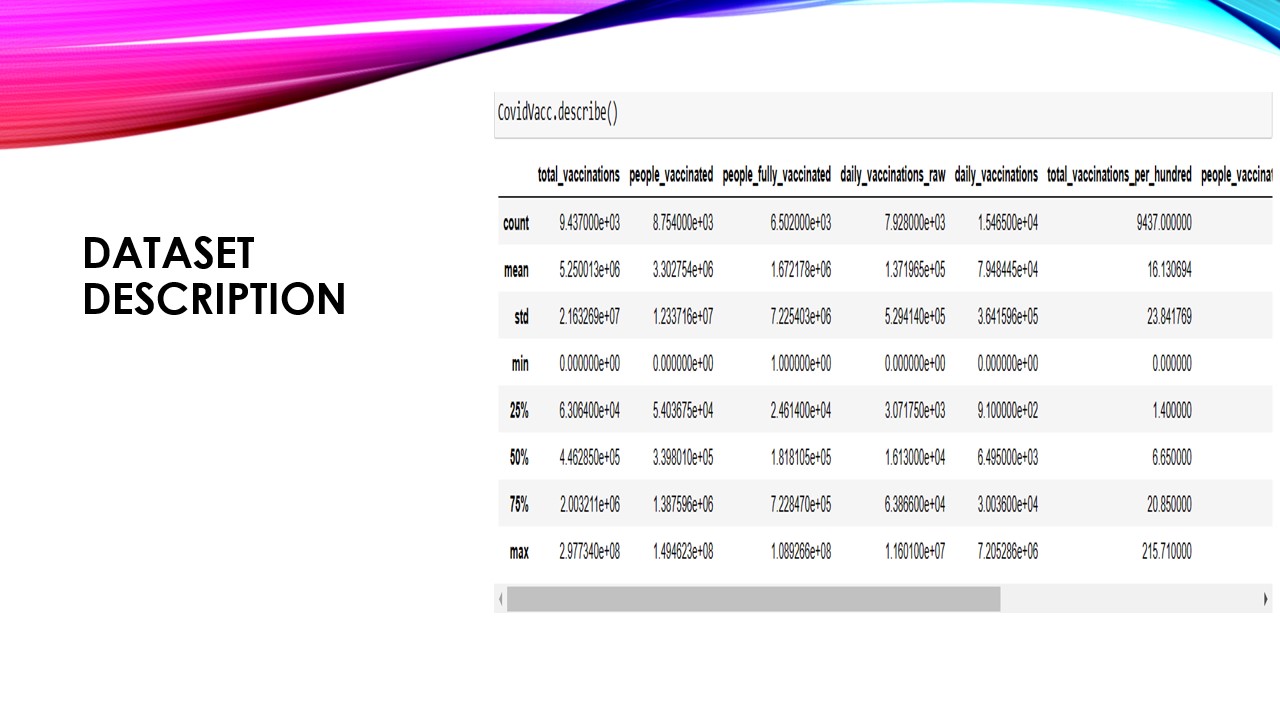 DATASET
DESCRIPTION
CovidVacc.describe()
total_vaccinations people_vaccinated people_fully_vaccinated daily_vaccinations_raw daily_vaccinations total_vaccinations_per_hundred people_vaccinat
count 9.437000e+03 8.754000e+03 6.502000e+03 7.928000e+03 1.546500e+04 9437.000000
mean 5.250013e+06 3.302754e+06 1.672178e+06 1.371965e+05 7.948445e+04 16.130694
std 2.163269e+07 1.233716e+07 7.225403e+06 5.294140e+05 3.641596e+05 23.841769
min 0.000000e+00 0.000000e+00 1.000000e+00 0.000000e+00 0.000000e+00 0.000000
25% 6.306400e+04 5.403675e+04 2.461400e+04 3.071750e+03 9.100000e+02 1.400000
50% 4.462850e+05 3.398010e+05 1.818105e+05 1.613000e+04 6.495000e+03 6.650000
75% 2.003211e+06 1.387596e+06 7.228470e+05 6.386600e+04 3.003600e+04 20.850000
max 2.977340e+08 1.494623e+08 1.089266e+08 1.160100e+07 7.205286e+06 215.710000